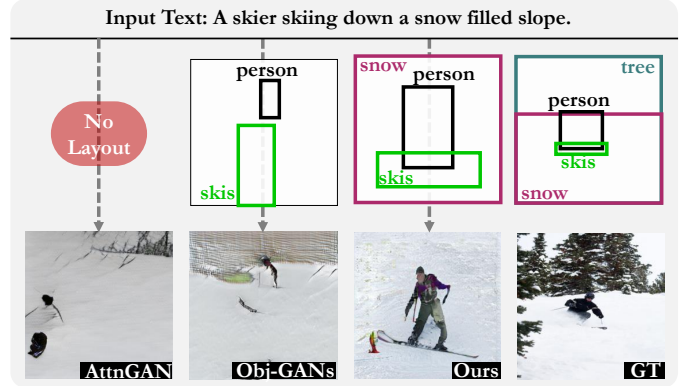 Input Text: A skier skiing down a snow filled slope.
No
Layout
person
skis
snow
person
skis
tree
person
skis
snow
AttnGAN
Obj-GANs
Ours
GT